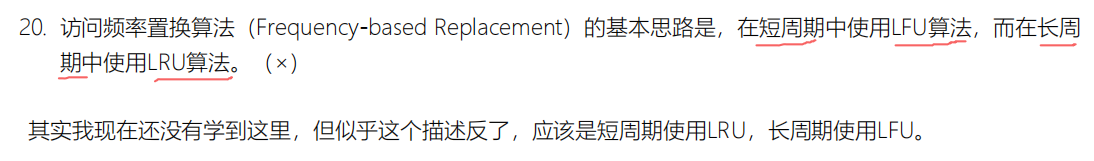 20. 访问频率置换算法（Frequency-based Replacement）的基本思路是，在短周期中使用LFU算法，而在长周
期中使用LRU算法。（×）
其实我现在还没有学到这里，但似乎这个描述反了，应该是短周期使用LRU，长周期使用LFU。